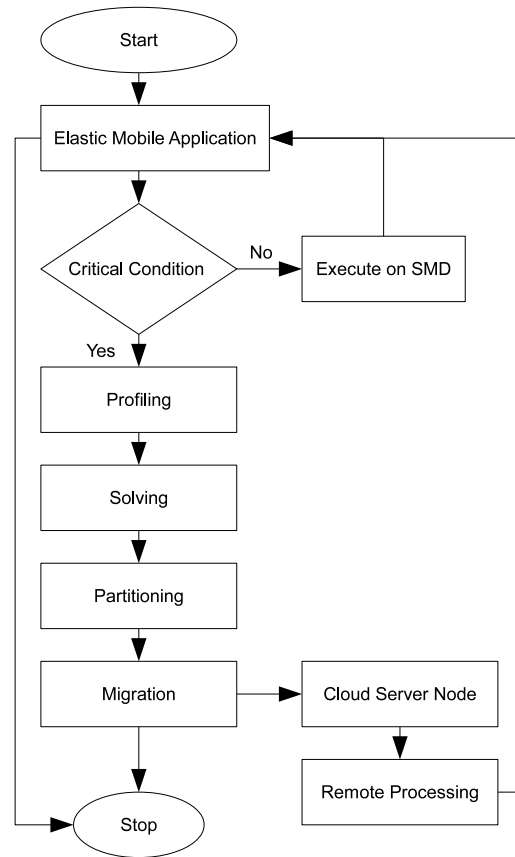 Start
Elastic Mobile Application
Critical Condition
No
Execute on SMD
Yes
Profiling
Solving
Partitioning
Migration
Cloud Server Node
Remote Processing
Stop